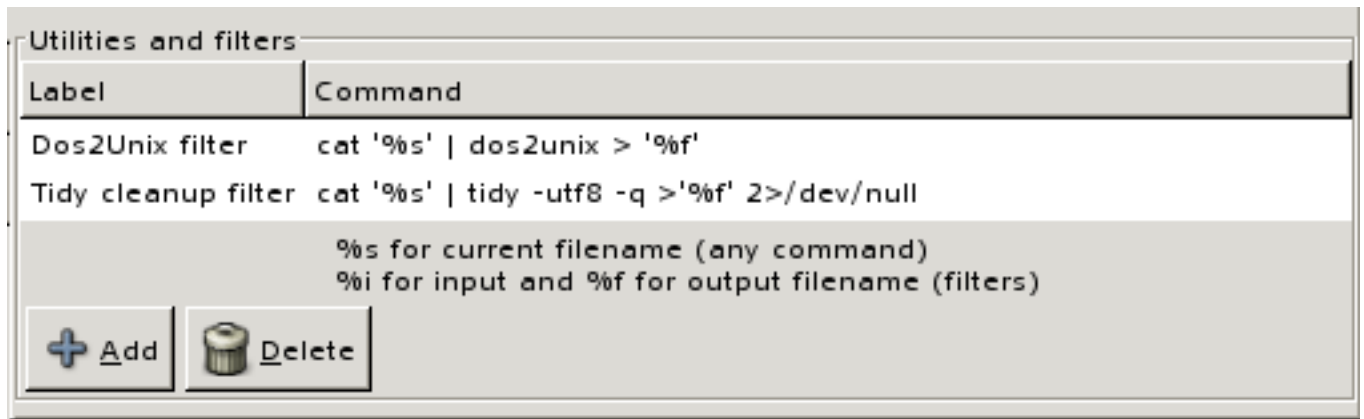 Utilities and filters
Label Command
Dos2Unix filter cat '%s' | dos2unix > '%f'
Tidy cleanup filter cat '%s' | tidy -utf8 -q >'%f' 2>/dev/null
%s for current filename (any command)
%i for input and %f for output filename (filters)
Add Delete